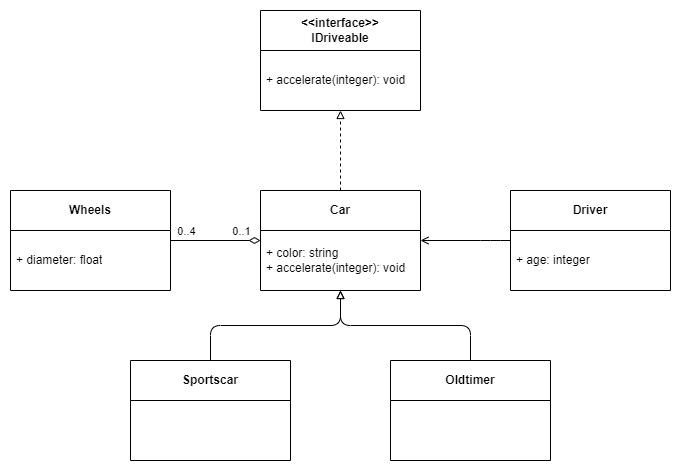 <<interface>>
IDriveable
+ accelerate(integer): void
Wheels
+ diameter: float
0..4
0..1
Car
+ color: string
+ accelerate(integer): void
Driver
+ age: integer
Sportscar
Oldtimer